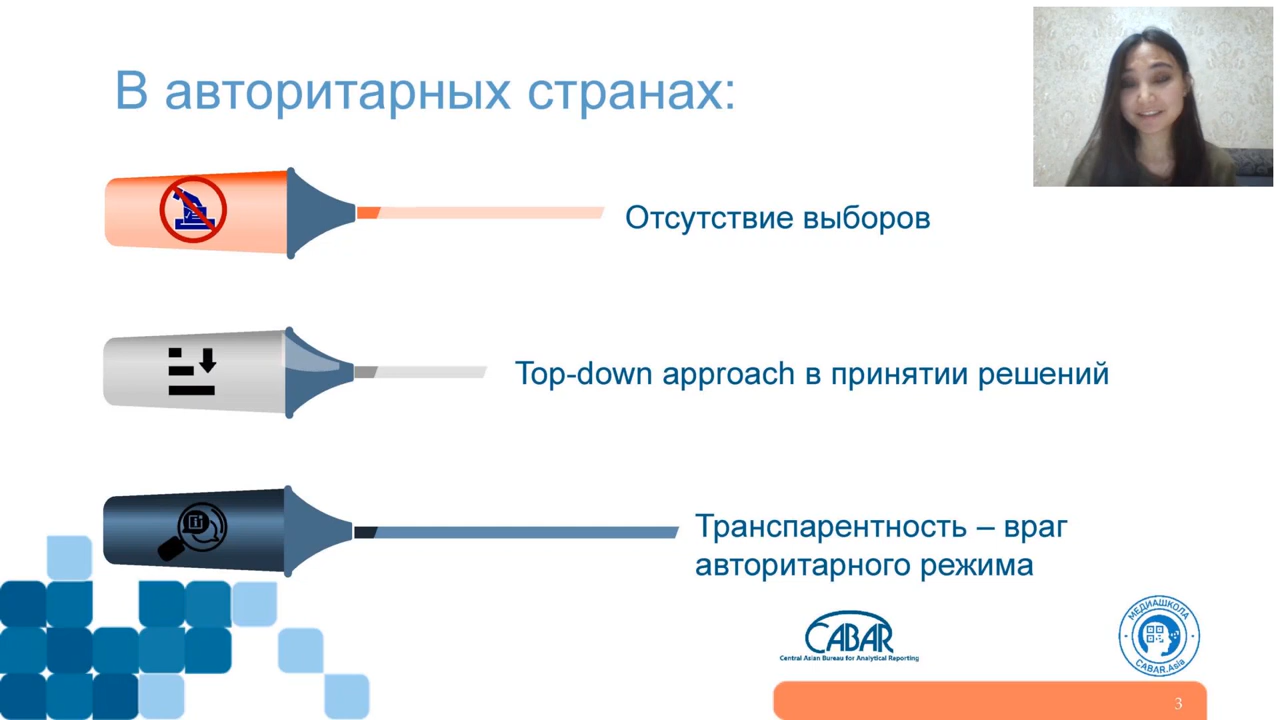 В авторитарных странах:
Отсутствие выборов
Top-down approach в принятии решений
Транспарентность – враг
авторитарного режима
CABAR
Central Asian Bureau for Analytical Reporting
МЕДИАШКОЛА
CABAR.Asia
3